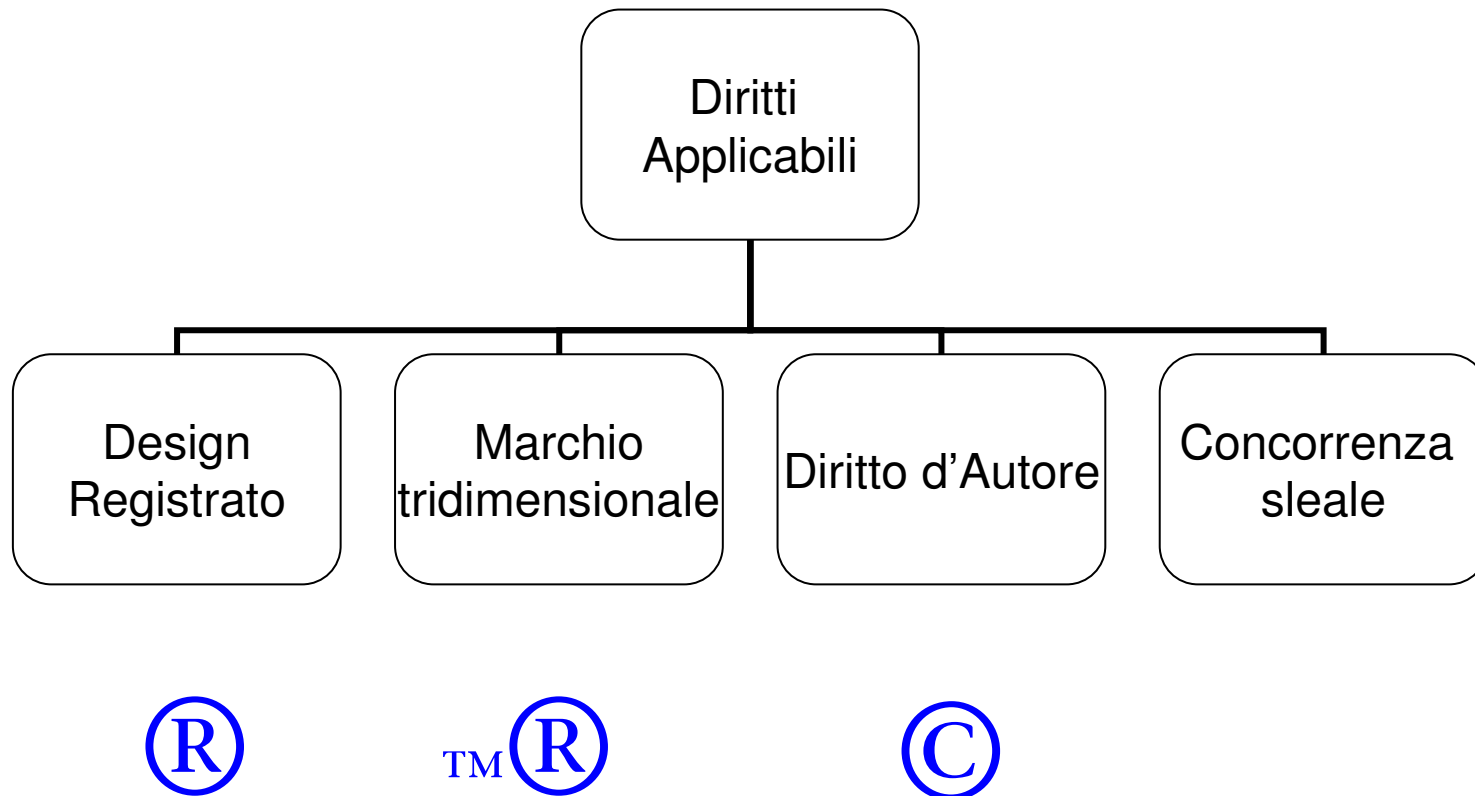 Diritti
Applicabili
Design
Registrato
Marchio
tridimensionale
Diritto d'Autore
Concorrenza
sleale
®
™®
©